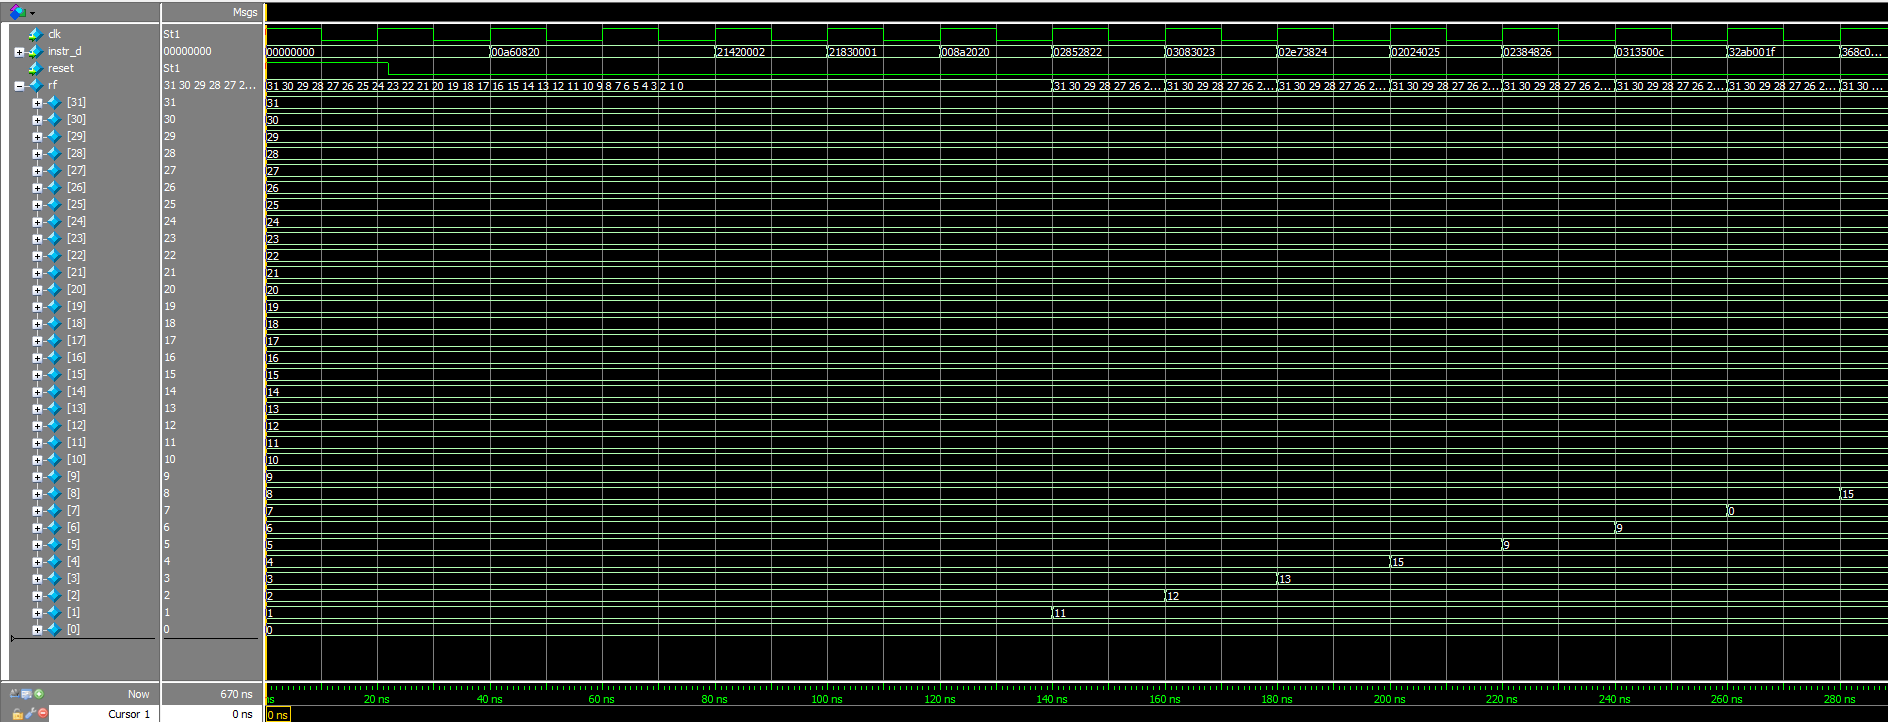 Msgs
clk St1
instr_d 00000000 00000000 00a60820 21420002 21830001 008a2020 02852822 03083023 02e73824 02024025 02384826 0313500c 32ab001f 368c0...
reset St1
rf 31 30 29 28 27 2... 31 30 29 28 27 26 25 24 23 22 21 20 19 18 17 16 15 14 13 12 11 10 9 8 7 6 5 4 3 2 1 0 31 30 29 28 27 26 2... 31 30 29 28 27 26 2... 31 30 29 28 27 26 2... 31 30 29 28 27 26 2... 31 30 29 28 27 26 2... 31 30 29 28 27 26 2... 31 30 29 28 27 26 2... 31 30 ...
[31] 31 31
[30] 30 30
[29] 29 29
[28] 28 28
[27] 27 27
[26] 26 26
[25] 25 25
[24] 24 24
[23] 23 23
[22] 22 22
[21] 21 21
[20] 20 20
[19] 19 19
[18] 18 18
[17] 17 17
[16] 16 16
[15] 15 15
[14] 14 14
[13] 13 13
[12] 12 12
[11] 11 11
[10] 10 10
[9] 9 9
[8] 8 8 15
[7] 7 7 0
[6] 6 6 9
[5] 5 5 9
[4] 4 4 15
[3] 3 3 13
[2] 2 2 12
[1] 1 1 11
[0] 0 0
Now 670 ns ns 20 ns 40 ns 60 ns 80 ns 100 ns 120 ns 140 ns 160 ns 180 ns 200 ns 220 ns 240 ns 260 ns 280 ns
Cursor 1 0 ns 0 ns